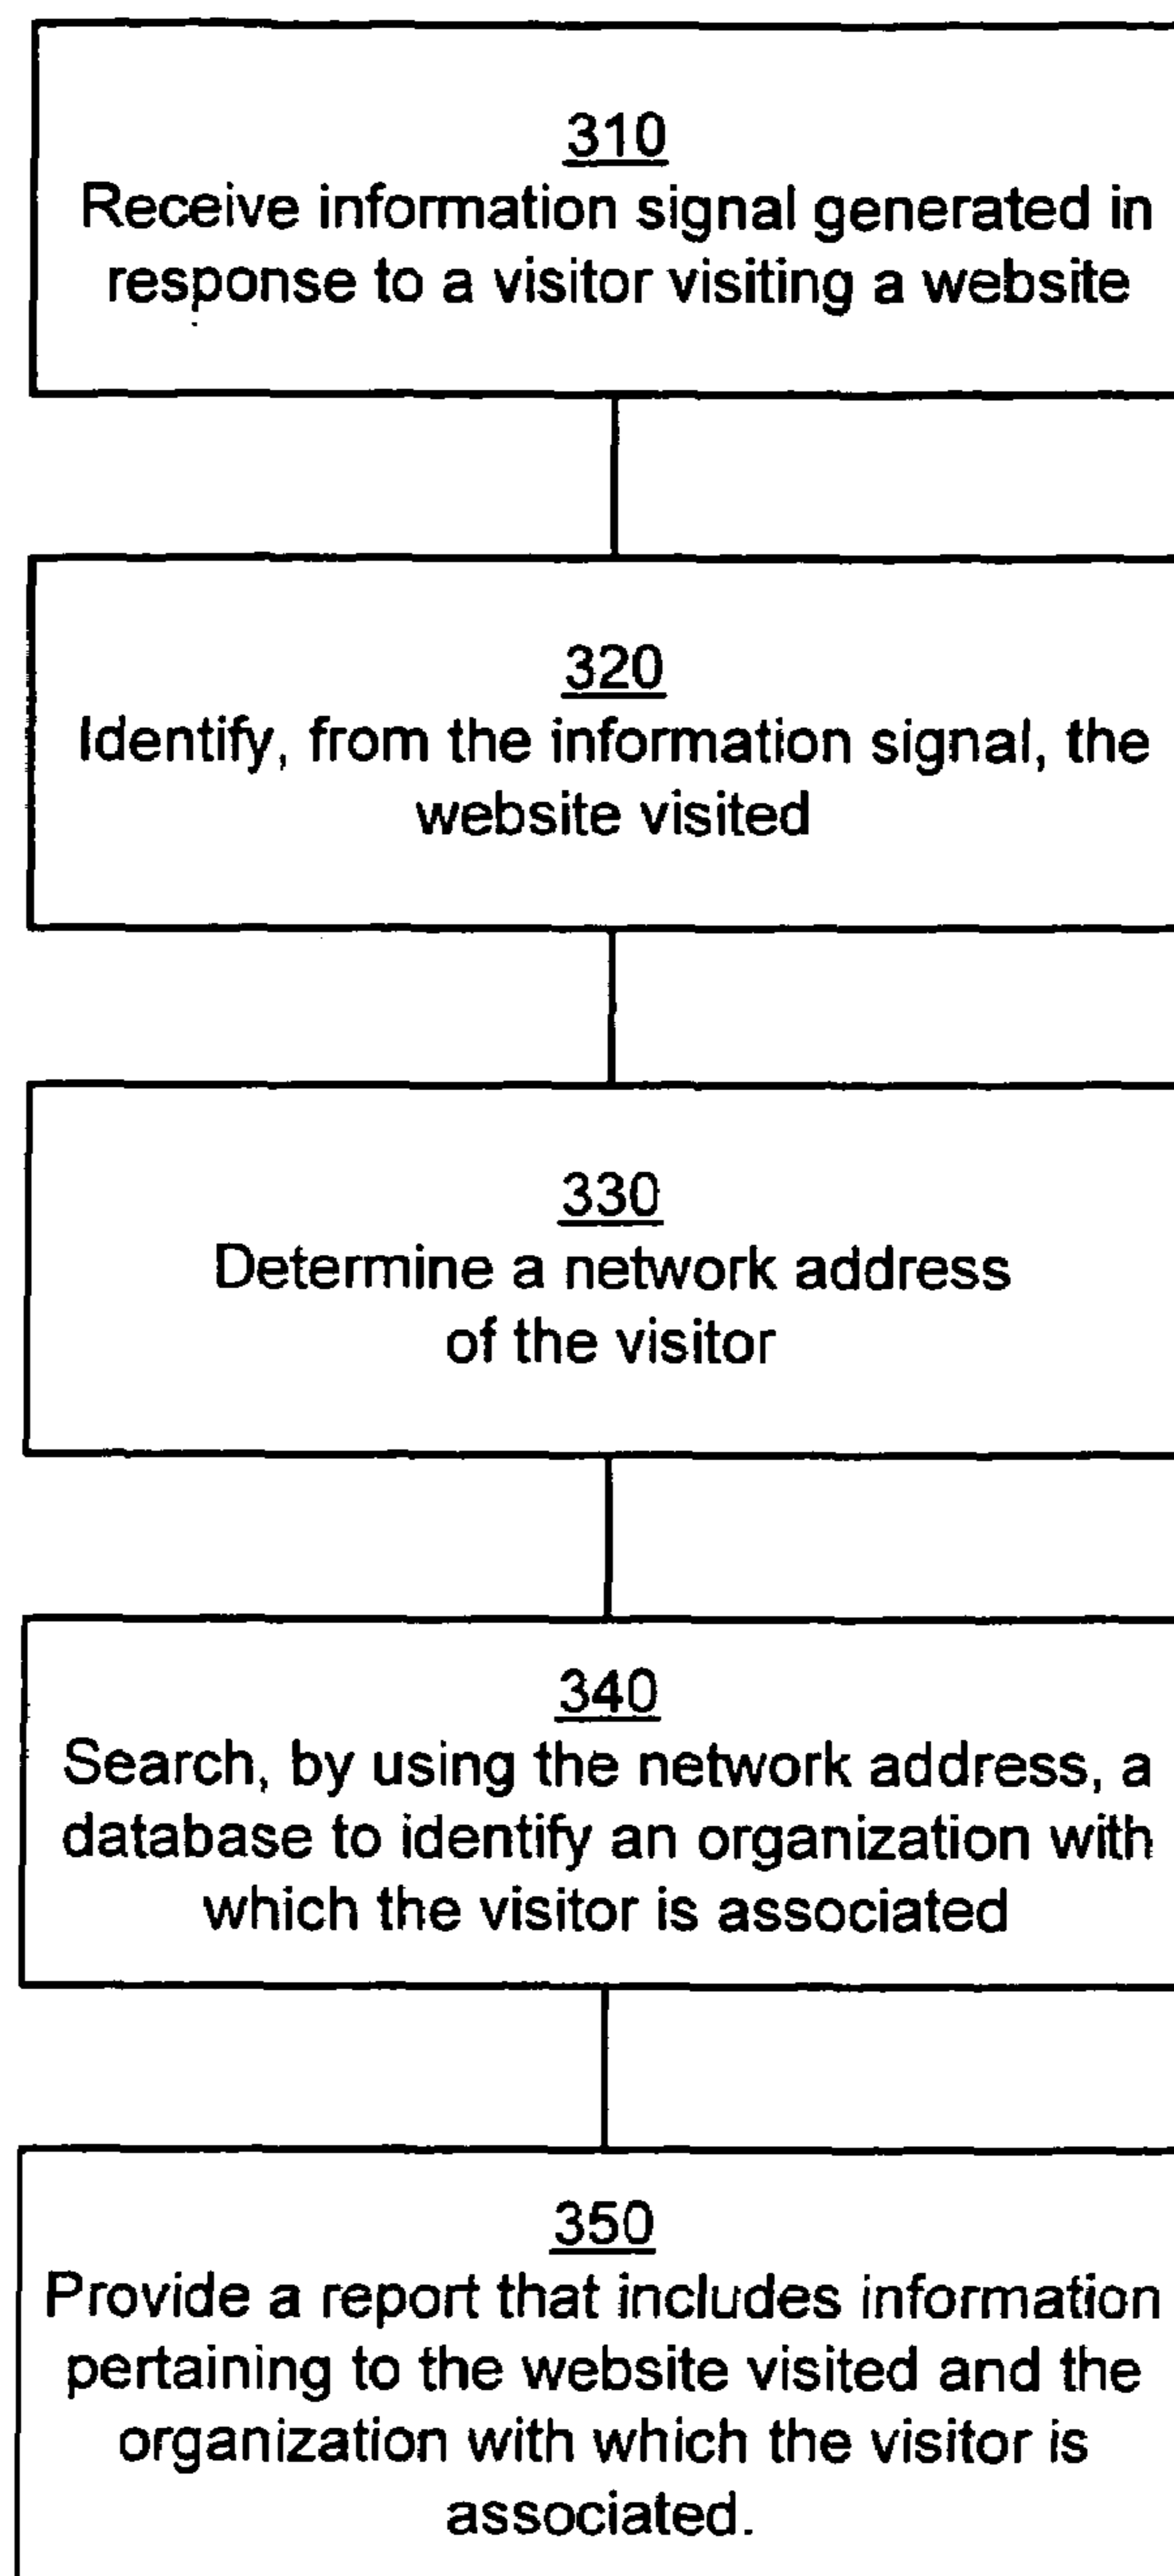 310
Receive information signal generated in
response to a visitor visiting a website
320
Identify, from the information signal, the
website visited
330
Determine a network address
of the visitor
340
Search, by using the network address, a
database to identify an organization with
which the visitor is associated
350
Provide a report that includes information
pertaining to the website visited and the
organization with which the visitor is
associated.